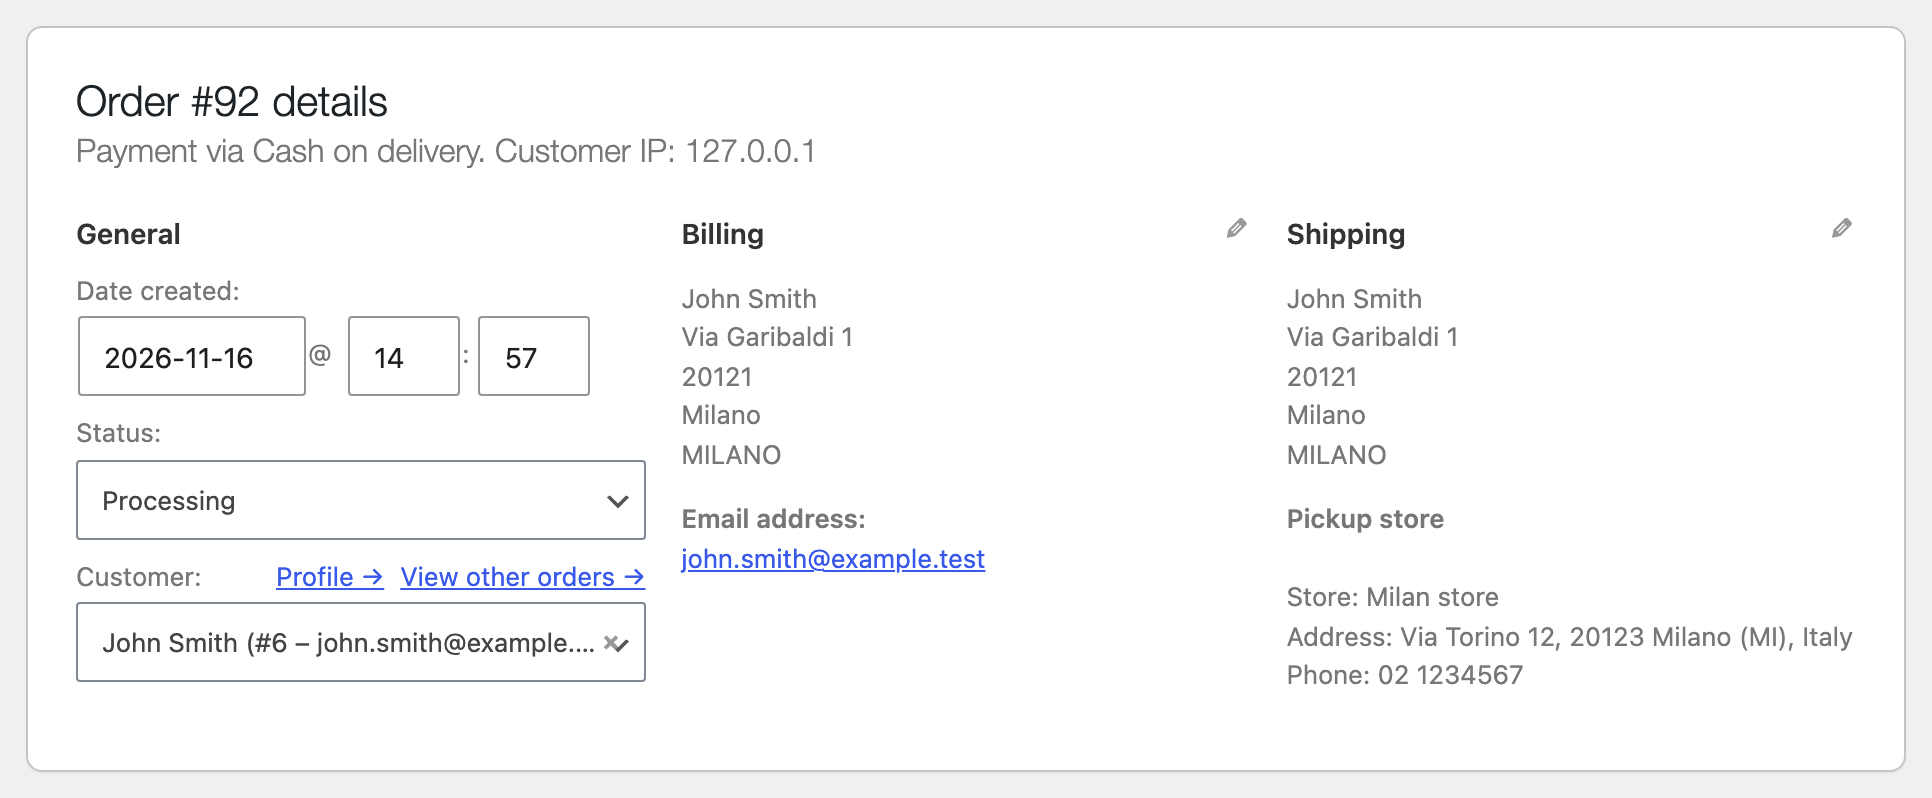 Order #92 details
Payment via Cash on delivery. Customer IP: 127.0.0.1
General
Date created:
2026-11-16 @ 14 : 57
Status:
Processing
Customer: Profile → View other orders →
John Smith (#6 – john.smith@example....
Billing
John Smith
Via Garibaldi 1
20121
Milano
MILANO
Email address:
john.smith@example.test
Shipping
John Smith
Via Garibaldi 1
20121
Milano
MILANO
Pickup store
Store: Milan store
Address: Via Torino 12, 20123 Milano (MI), Italy
Phone: 02 1234567